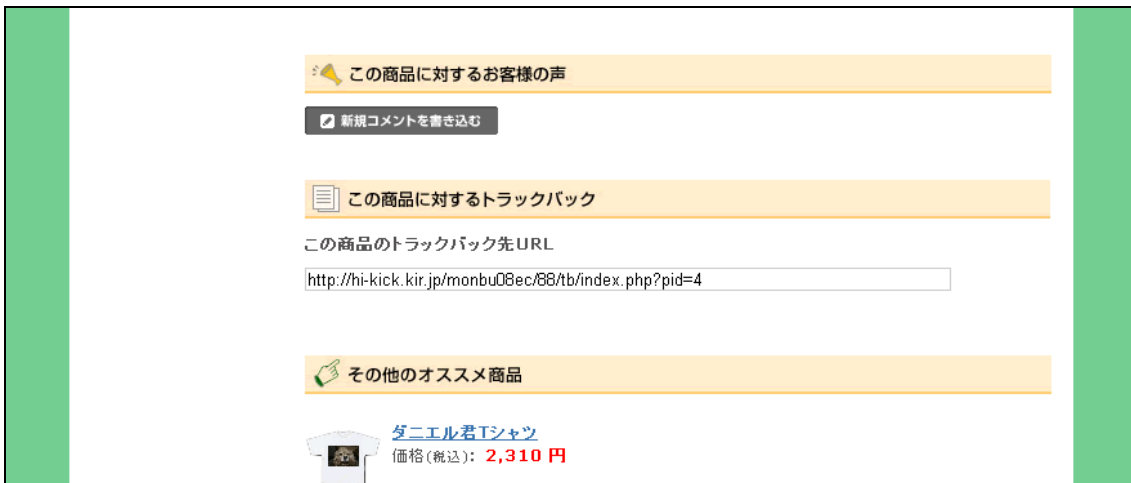 この商品に対するお客様の声
新規コメントを書き込む
この商品に対するトラックバック
この商品のトラックバック先URL
http://hi-kick.kir.jp/monbu08ec/88/tb/index.php?pid=4
その他のオススメ商品
ダニエル君Tシャツ
価格(税込): 2,310 円